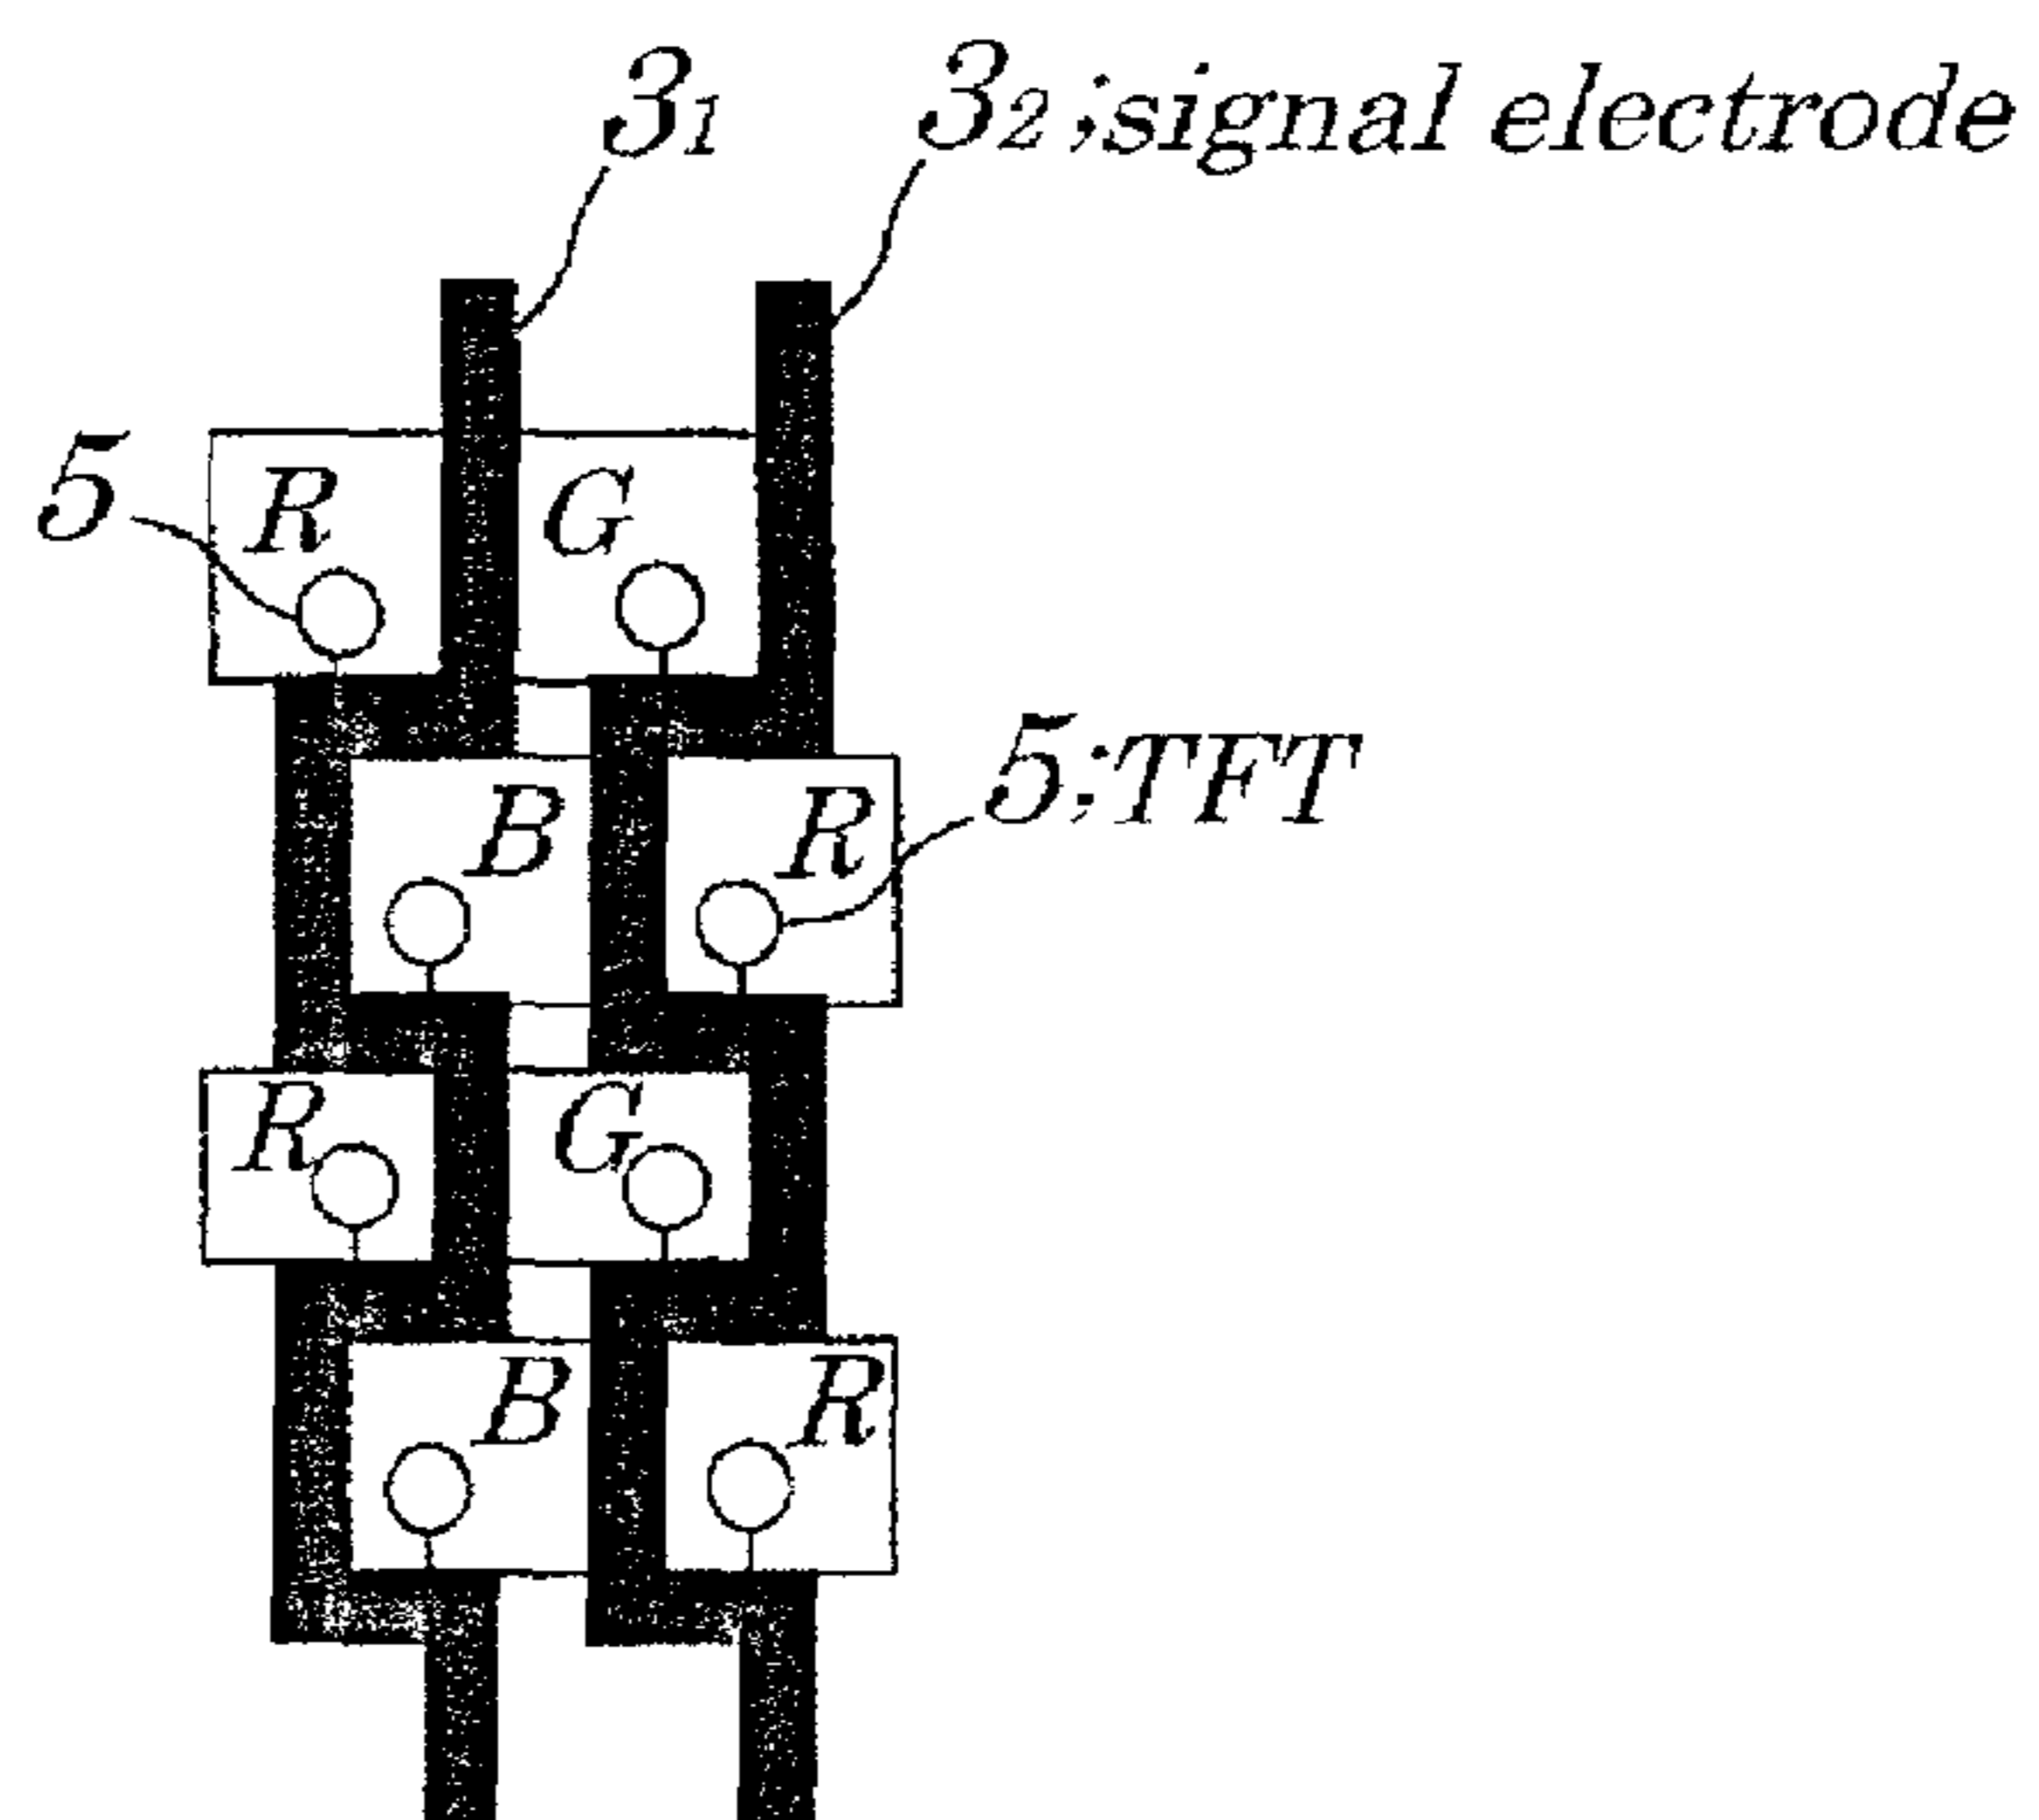 3₁ 3₂;signal electrode
5 R G
B R 5;TFT
R G
B R